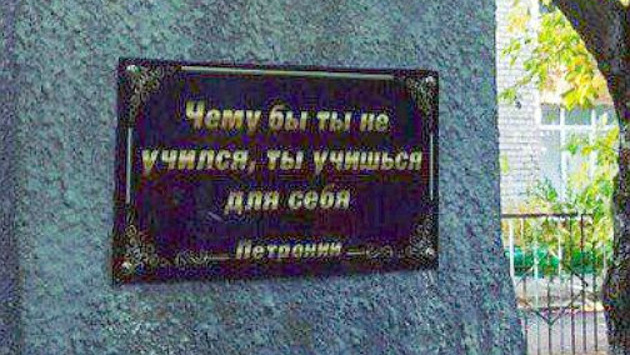 Чему бы ты не
учился, ты учишься
для себя
Петроний